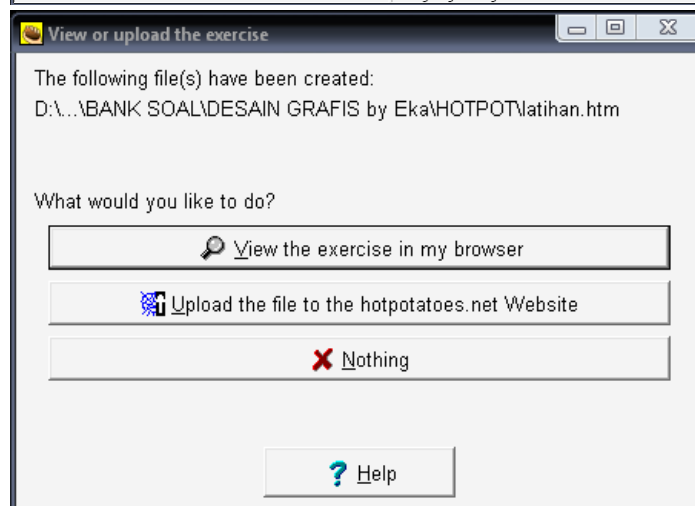 View or upload the exercise
The following file(s) have been created:
D:\...\BANK SOAL\DESAIN GRAFIS by Eka\HOTPOT\latihan.htm
What would you like to do?
View the exercise in my browser
Upload the file to the hotpotatoes.net Website
Nothing
Help